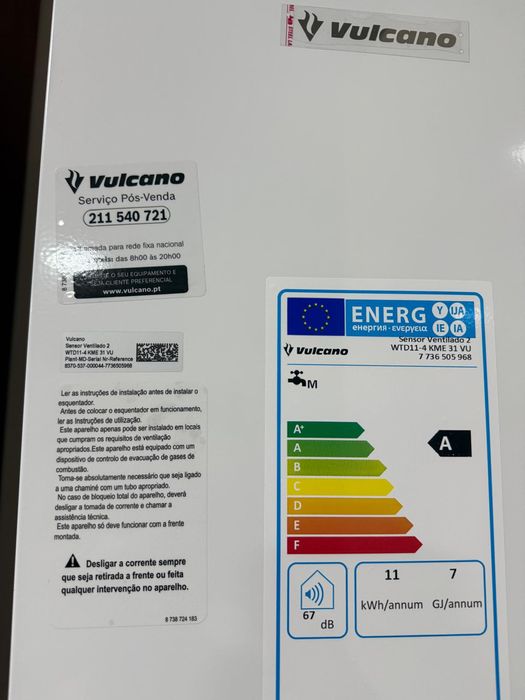 Vulcano
Vulcano
Serviço Pós-Venda
211 540 721
para rede fixa nacional
das 8h00 às 20h00
O SEU EQUIPAMENTO E
SEJA CLIENTE PREFERENCIAL
www.vulcano.pt
Vulcano
Sensor Ventilado 2
WTD11-4 KME 31 VU
Plant-MD-Serial Nr-Reference
8370-537-000044-7736505968
Ler as instruções de instalação antes de instalar o
esquentador.
Antes de colocar o esquentador em funcionamento,
ler as Instruções de utilização.
Este aparelho apenas pode ser instalado em locais
que cumpram os requisitos de ventilação
apropriados.Este aparelho está equipado com um
dispositivo de controlo de evacuação de gases de
combustão.
Torna-se absolutamente necessário que seja ligado
a uma chaminé com um tubo apropriado.
No caso de bloqueio total do aparelho, deverá
desligar a tomada de corrente e chamar a
assistência técnica.
Este aparelho só deve funcionar com a frente
montada.
Desligar a corrente sempre
que seja retirada a frente ou feita
qualquer intervenção no aparelho.
8 738 724 183
ENERG Y IJA
енергия · ενεργεια IE IA
Vulcano
Sensor Ventilado 2
WTD11-4 KME 31 VU
7 736 505 968
M
A+
A
B
C
D
E
F
A
67
dB
11
kWh/annum
7
GJ/annum